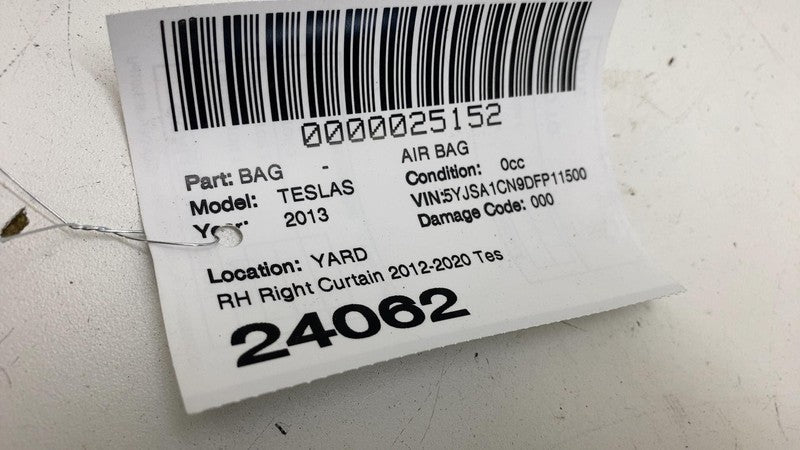 0000025152
Part: BAG - AIR BAG
Model: TESLAS Condition: 0cc
Year: 2013 VIN:5YJSA1CN9DFP11500
Damage Code: 000
Location: YARD
RH Right Curtain 2012-2020 Tes
24062